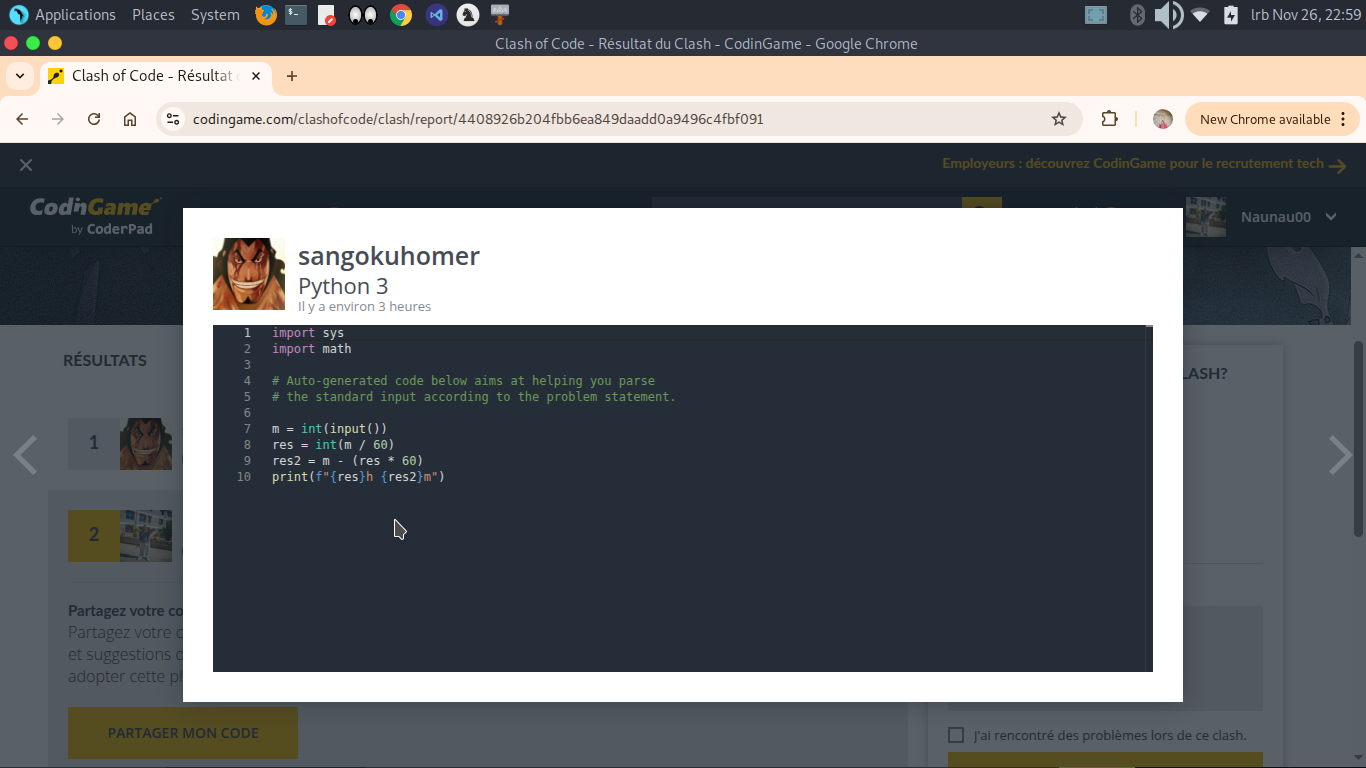 Applications Places System lrb Nov 26, 22:59
Clash of Code - Résultat du Clash - CodinGame - Google Chrome
Clash of Code - Résultat
codingame.com/clashofcode/clash/report/4408926b204fbb6ea849daadd0a9496c4fbf091
New Chrome available
Employeurs : découvrez CodinGame pour le recrutement tech
CodinGame
by CoderPad
Naunau00
sangokuhomer
Python 3
Il y a environ 3 heures
RÉSULTATS
LASH?
1 import sys
2 import math
3
4 # Auto-generated code below aims at helping you parse
5 # the standard input according to the problem statement.
6
7 m = int(input())
8 res = int(m / 60)
9 res2 = m - (res * 60)
10 print(f"{res}h {res2}m")
1
2
Partagez votre co
Partagez votre c
et suggestions
adopter cette p
PARTAGER MON CODE
J'ai rencontré des problèmes lors de ce clash.